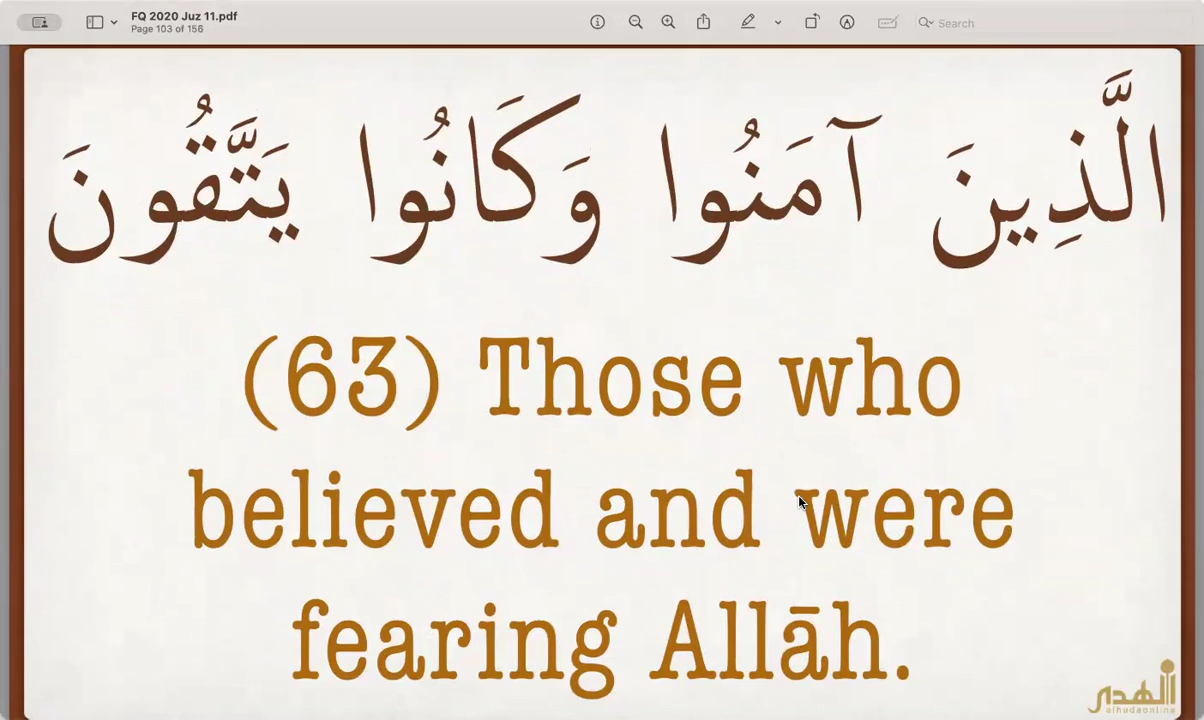 FQ 2020 Juz 11.pdf
Page 103 of 156
Search
الَّذِينَ آمَنُوا وَكَانُوا يَتَّقُونَ
(63) Those who
believed and were
fearing Allāh.
الهدى
alhudaonline